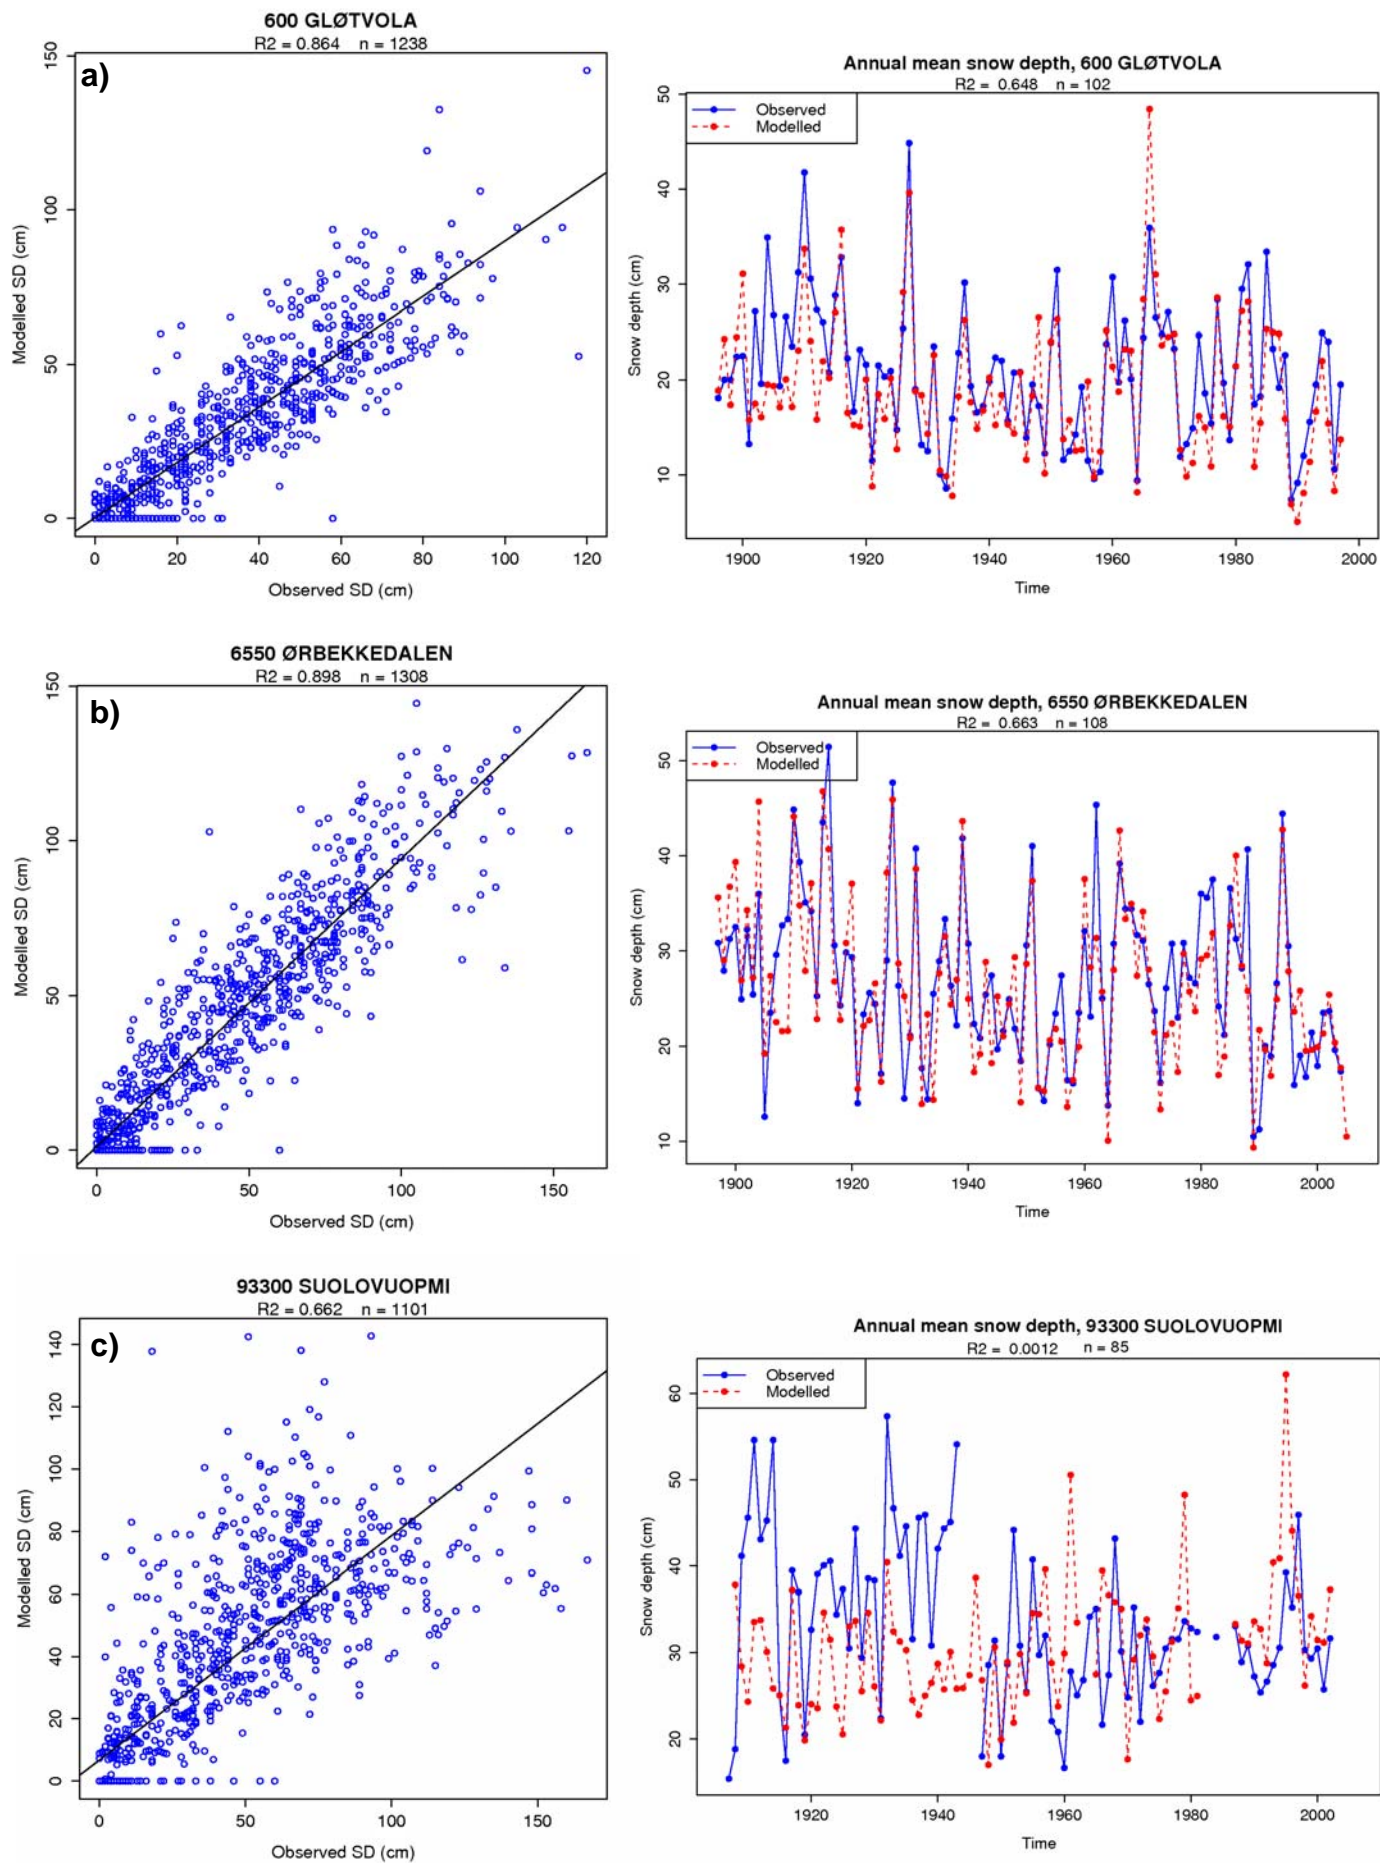 600 GLØTVOLA
R2 = 0.864 n = 1238
a)
150
100
50
0
Modelled SD (cm)
0 20 40 60 80 100 120
Observed SD (cm)
Annual mean snow depth, 600 GLØTVOLA
R2 = 0.648 n = 102
Observed
Modelled
50
40
30
20
10
Snow depth (cm)
1900 1920 1940 1960 1980 2000
Time
6550 ØRBEKKEDALEN
R2 = 0.898 n = 1308
b)
150
100
50
0
Modelled SD (cm)
0 50 100 150
Observed SD (cm)
Annual mean snow depth, 6550 ØRBEKKEDALEN
R2 = 0.663 n = 108
Observed
Modelled
50
40
30
20
10
Snow depth (cm)
1900 1920 1940 1960 1980 2000
Time
93300 SUOLOVUOPMI
R2 = 0.662 n = 1101
c)
140
120
100
80
60
40
20
0
Modelled SD (cm)
0 50 100 150
Observed SD (cm)
Annual mean snow depth, 93300 SUOLOVUOPMI
R2 = 0.0012 n = 85
Observed
Modelled
60
50
40
30
20
Snow depth (cm)
1920 1940 1960 1980 2000
Time